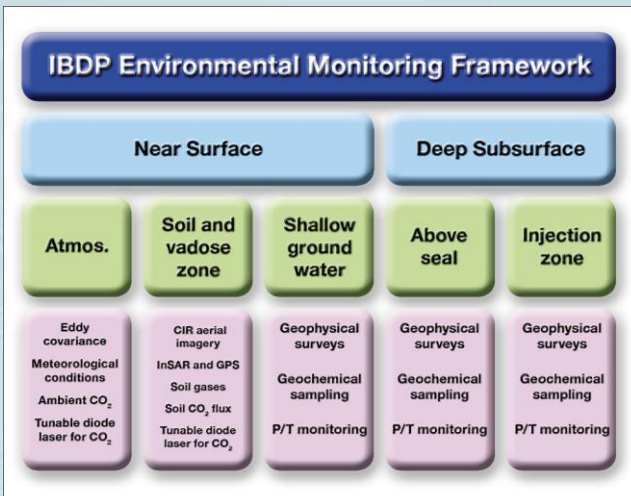 IBDP Environmental Monitoring Framework
Near Surface
Deep Subsurface
Atmos.
Soil and
vadose
zone
Shallow
ground
water
Above
seal
Injection
zone
Eddy
covariance
Meteorological
conditions
Ambient CO₂
Tunable diode
laser for CO₂
CIR aerial
imagery
InSAR and GPS
Soil gases
Soil CO₂ flux
Tunable diode
laser for CO₂
Geophysical
surveys
Geochemical
sampling
P/T monitoring
Geophysical
surveys
Geochemical
sampling
P/T monitoring
Geophysical
surveys
Geochemical
sampling
P/T monitoring